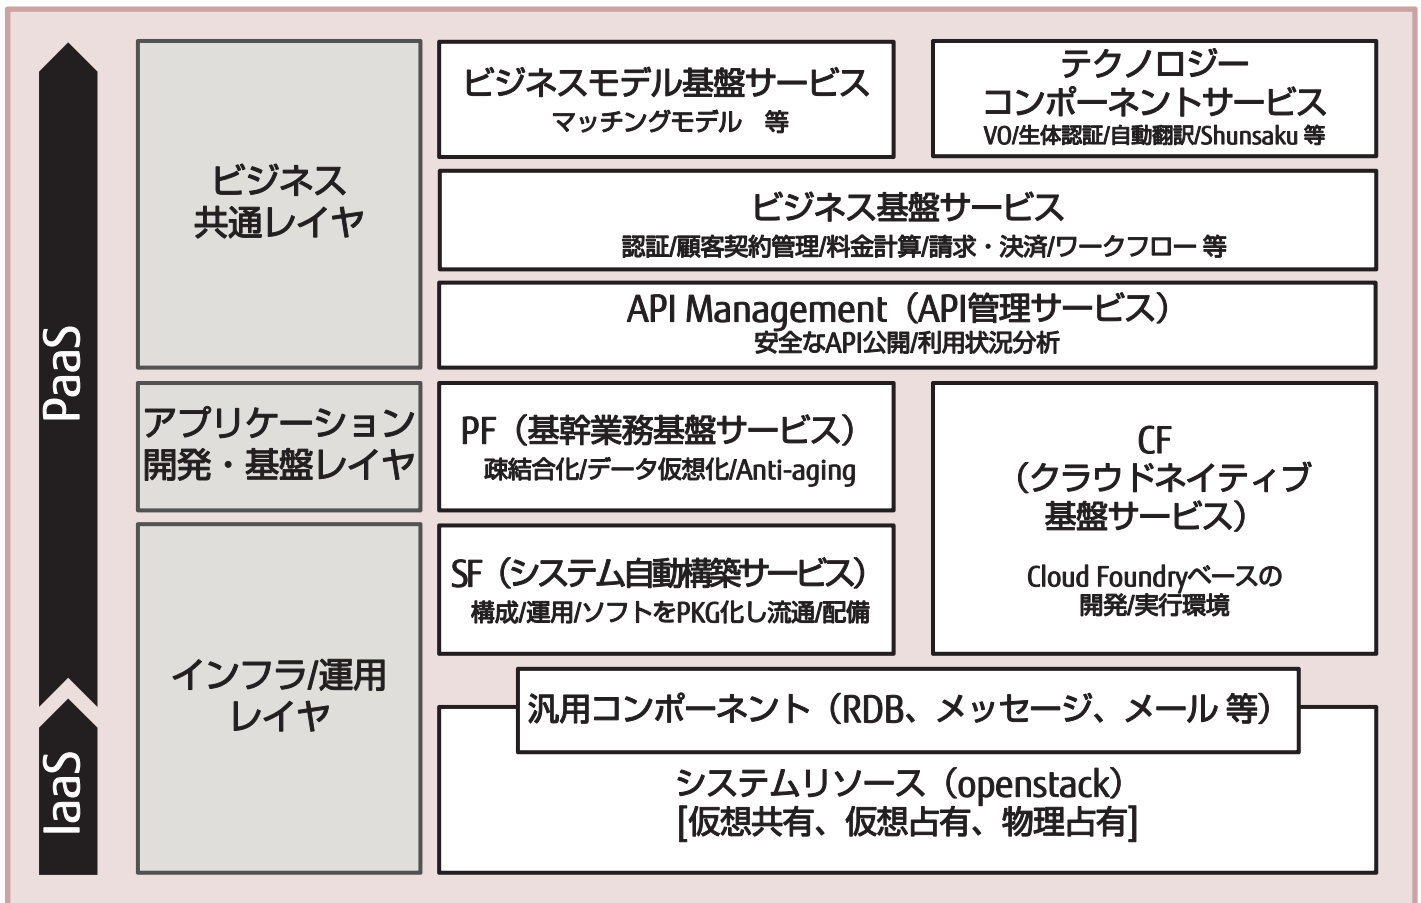 PaaS
IaaS
ビジネス
共通レイヤ
アプリケーション
開発・基盤レイヤ
インフラ/運用
レイヤ
ビジネスモデル基盤サービス
マッチングモデル 等
テクノロジー
コンポーネントサービス
VO/生体認証/自動翻訳/Shunsaku 等
ビジネス基盤サービス
認証/顧客契約管理/料金計算/請求・決済/ワークフロー 等
API Management（API管理サービス）
安全なAPI公開/利用状況分析
PF（基幹業務基盤サービス）
疎結合化/データ仮想化/Anti-aging
CF
（クラウドネイティブ
基盤サービス）
Cloud Foundryベースの
開発/実行環境
SF（システム自動構築サービス）
構成/運用/ソフトをPKG化し流通/配備
汎用コンポーネント（RDB、メッセージ、メール 等）
システムリソース（openstack）
[仮想共有、仮想占有、物理占有]